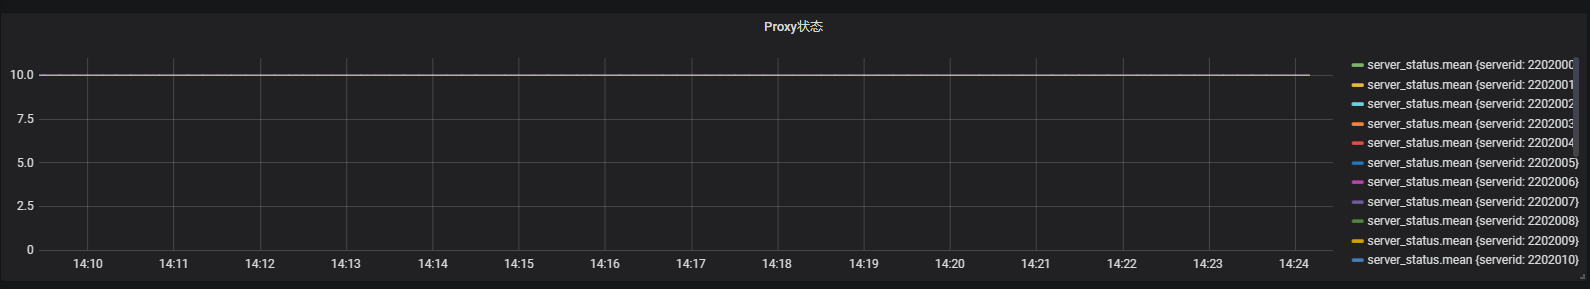 Proxy状态
10.0
7.5
5.0
2.5
0
14:10 14:11 14:12 14:13 14:14 14:15 14:16 14:17 14:18 14:19 14:20 14:21 14:22 14:23 14:24
server_status.mean {serverid: 2202000
server_status.mean {serverid: 2202001
server_status.mean {serverid: 2202002
server_status.mean {serverid: 2202003
server_status.mean {serverid: 2202004
server_status.mean {serverid: 2202005}
server_status.mean {serverid: 2202006}
server_status.mean {serverid: 2202007}
server_status.mean {serverid: 2202008}
server_status.mean {serverid: 2202009}
server_status.mean {serverid: 2202010}